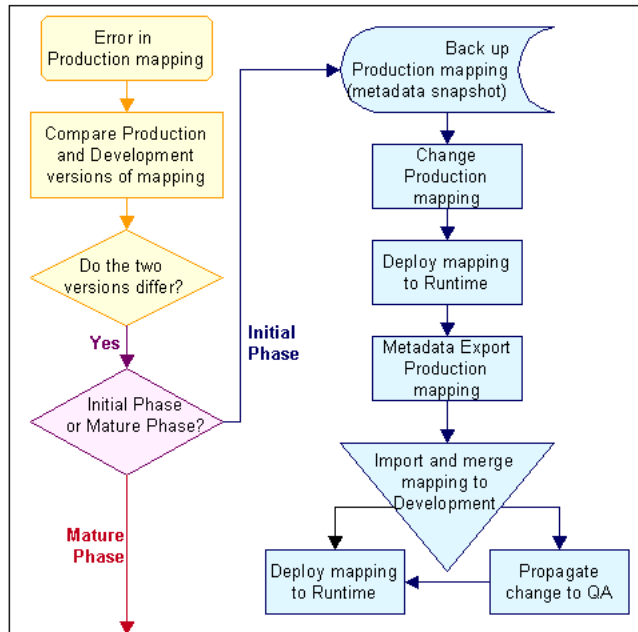 Error in
Production mapping
Compare Production
and Development
versions of mapping
Do the two
versions differ?
Yes
Initial Phase
or Mature Phase?
Mature
Phase
Initial
Phase
Back up
Production mapping
(metadata snapshot)
Change
Production
mapping
Deploy mapping
to Runtime
Metadata Export
Production
mapping
Import and merge
mapping to
Development
Deploy mapping
to Runtime
Propagate
change to QA